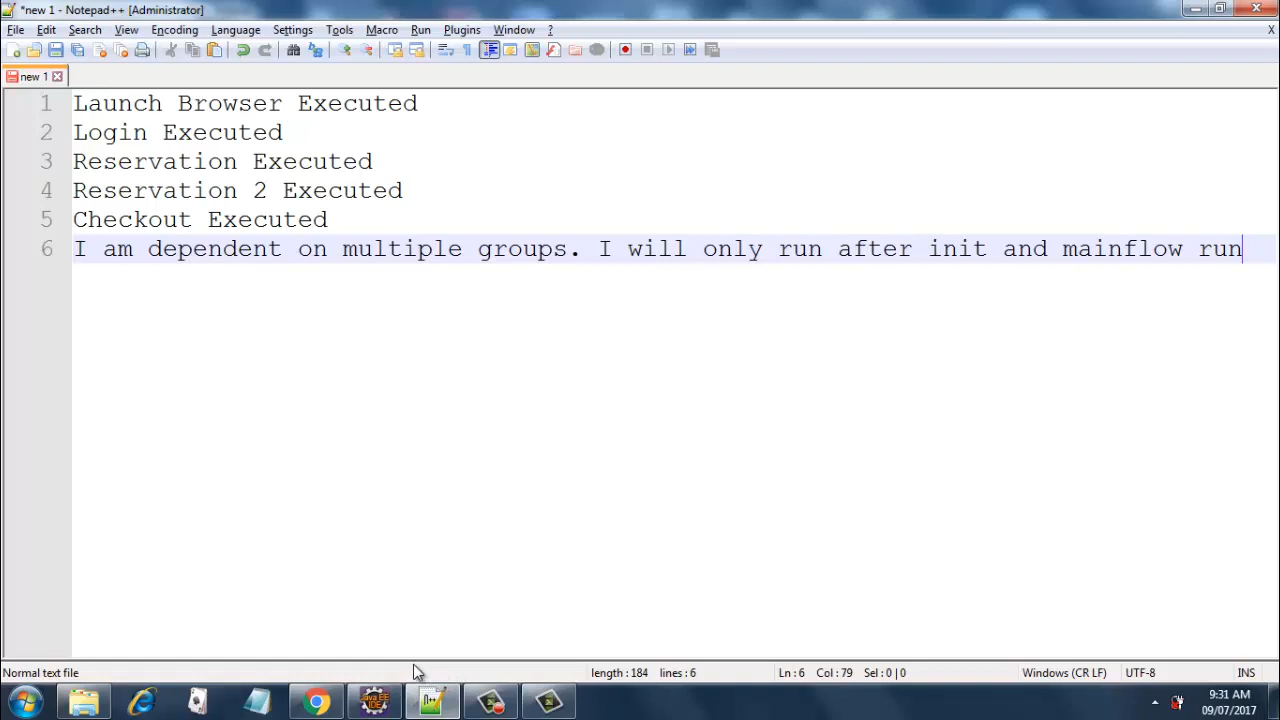 *new 1 - Notepad++ [Administrator]
File Edit Search View Encoding Language Settings Tools Macro Run Plugins Window ? X
new 1
1 Launch Browser Executed
2 Login Executed
3 Reservation Executed
4 Reservation 2 Executed
5 Checkout Executed
6 I am dependent on multiple groups. I will only run after init and mainflow run
Normal text file length : 184 lines : 6 Ln : 6 Col : 79 Sel : 0 | 0 Windows (CR LF) UTF-8 INS
Java EE IDE
9:31 AM
09/07/2017